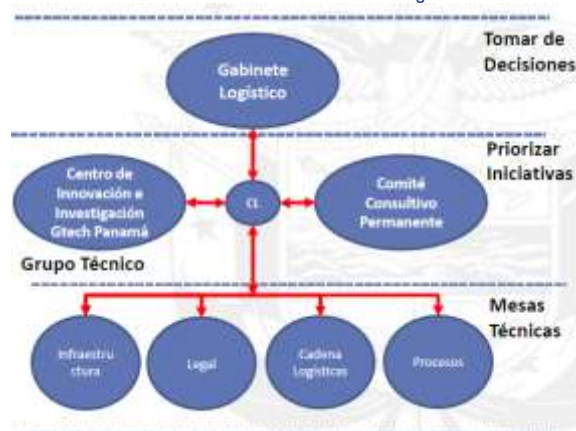 Tomar de
Decisiones
Gabinete
Logístico
Priorizar
Iniciativas
Centro de
Innovación e
Investigación
Gtech Panamá
CL
Comité
Consultivo
Permanente
Grupo Técnico
Mesas
Técnicas
Infraestru
ctura
Legal
Cadena
Logísticas
Procesos